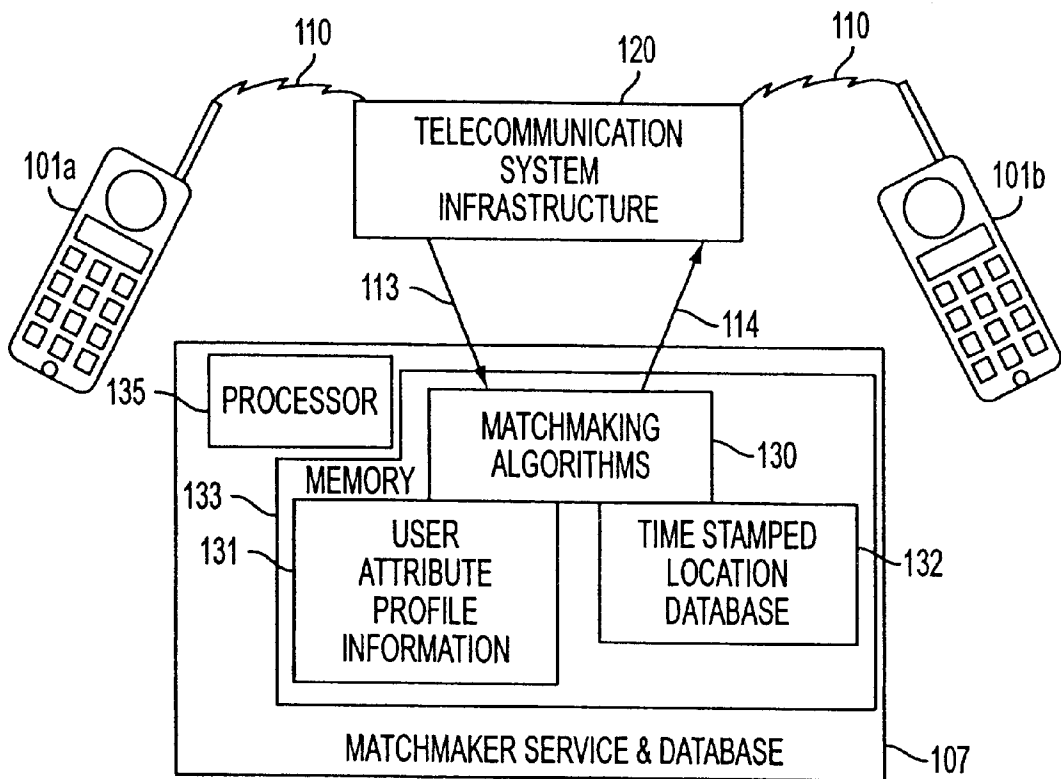 110
120
110
TELECOMMUNICATION
SYSTEM
INFRASTRUCTURE
101a
101b
113
114
135
PROCESSOR
MATCHMAKING
ALGORITHMS
130
MEMORY
133
131
USER
ATTRIBUTE
PROFILE
INFORMATION
TIME STAMPED
LOCATION
DATABASE
132
MATCHMAKER SERVICE & DATABASE
107